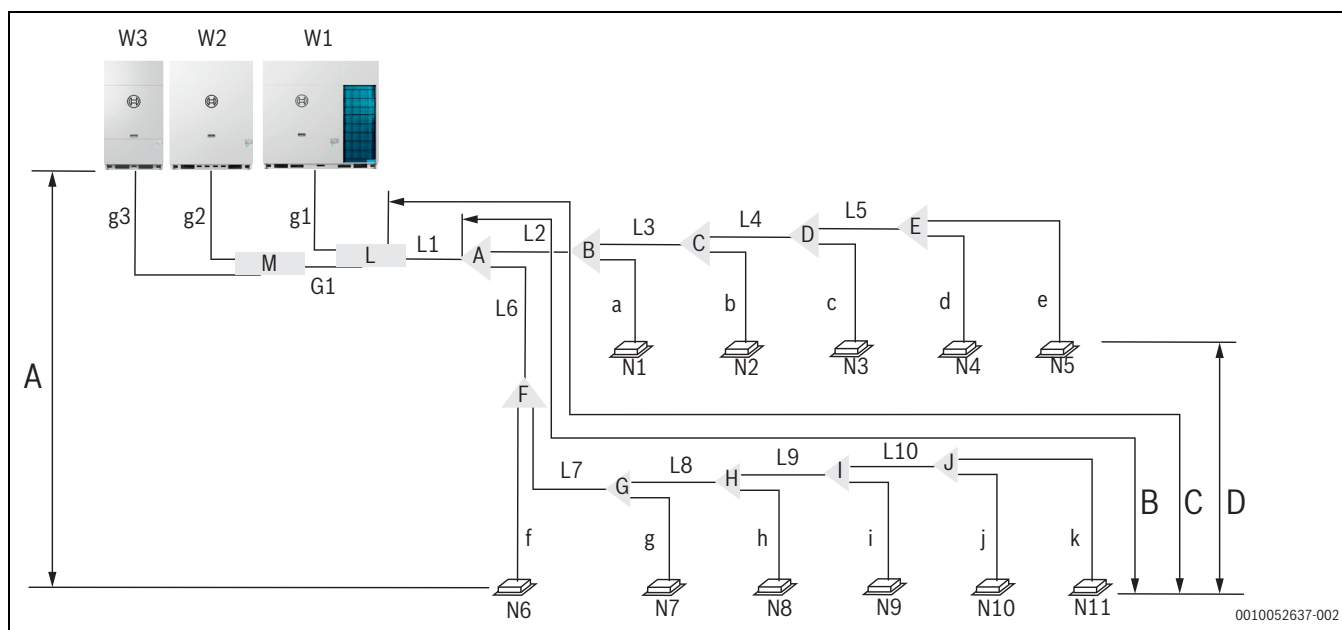 W3 W2 W1
g3 g2 g1
L2 L3 L4 L5
M L L1 A B C D E
G1
L6 a b c d e
N1 N2 N3 N4 N5
A
F
L7 L8 L9 L10
G H I J
B C D
f g h i j k
N6 N7 N8 N9 N10 N11
0010052637-002